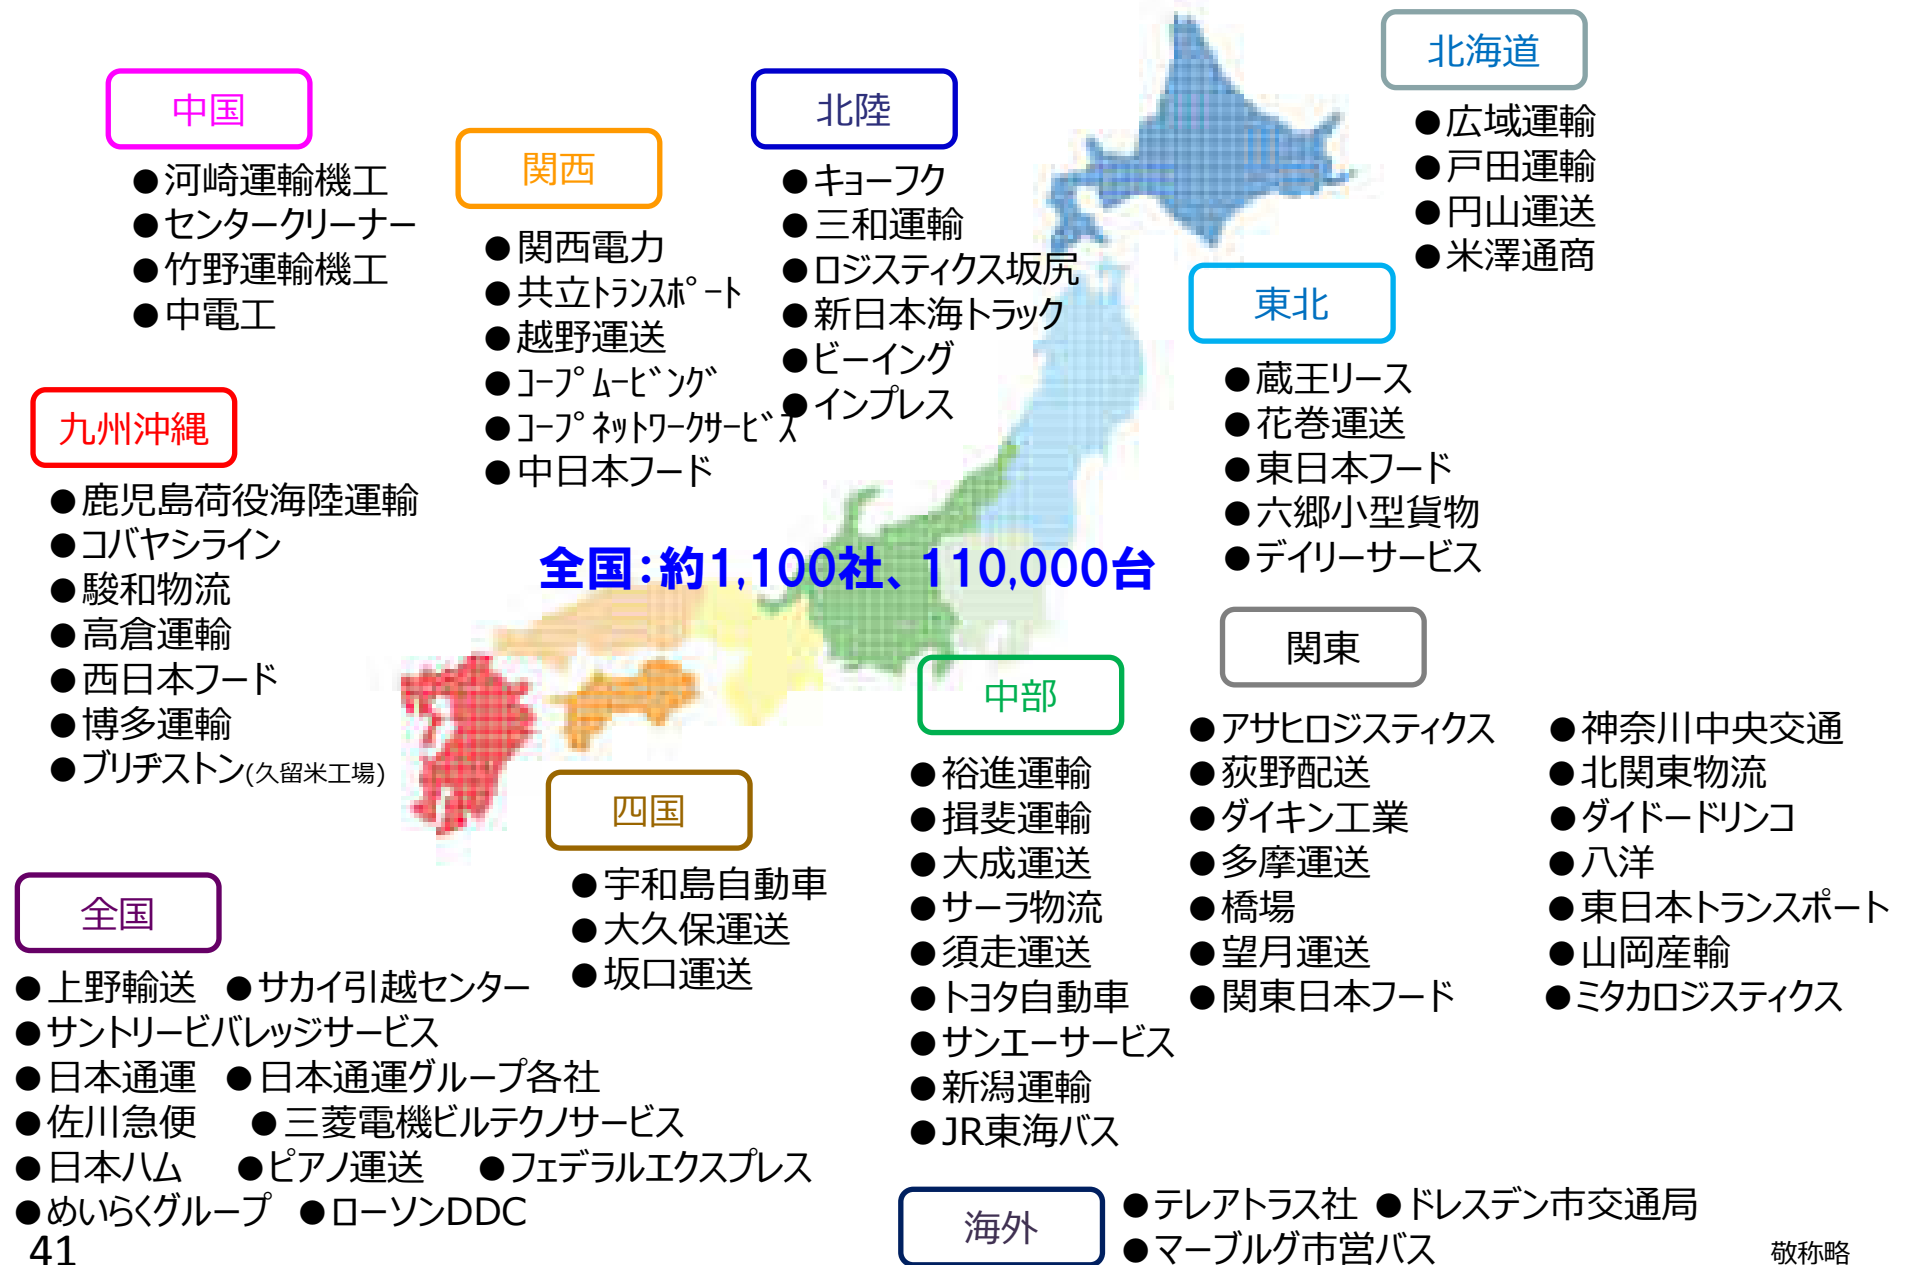 北海道
●広域運輸
●戸田運輸
●円山運送
●米澤通商
中国
●河崎運輸機工
●センタークリーナー
●竹野運輸機工
●中電工
関西
●関西電力
●共立ﾄﾗﾝｽﾎﾟｰﾄ
●越野運送
●ｺｰﾌﾟﾑｰﾋﾞﾝｸﾞ
●ｺｰﾌﾟﾈｯﾄﾜｰｸｻｰﾋﾞｽ
●中日本フード
北陸
●キョーフク
●三和運輸
●ロジスティクス坂尻
●新日本海トラック
●ビーイング
●インプレス
東北
●蔵王リース
●花巻運送
●東日本フード
●六郷小型貨物
●デイリーサービス
九州沖縄
●鹿児島荷役海陸運輸
●コバヤシライン
●駿和物流
●高倉運輸
●西日本フード
●博多運輸
●ブリヂストン(久留米工場)
全国：約1,100社、110,000台
関東
●アサヒロジスティクス
●荻野配送
●ダイキン工業
●多摩運送
●橋場
●望月運送
●関東日本フード
●神奈川中央交通
●北関東物流
●ダイドードリンコ
●八洋
●東日本トランスポート
●山岡産輸
●ミタカロジスティクス
中部
●裕進運輸
●揖斐運輸
●大成運送
●サーラ物流
●須走運送
●トヨタ自動車
●サンエーサービス
●新潟運輸
●JR東海バス
四国
●宇和島自動車
●大久保運送
●坂口運送
全国
●上野輸送 ●サカイ引越センター
●サントリービバレッジサービス
●日本通運 ●日本通運グループ各社
●佐川急便 ●三菱電機ビルテクノサービス
●日本ハム ●ピアノ運送 ●フェデラルエクスプレス
●めいらくグループ ●ローソンDDC
海外
●テレアトラス社 ●ドレスデン市交通局
●マーブルグ市営バス
敬称略
41